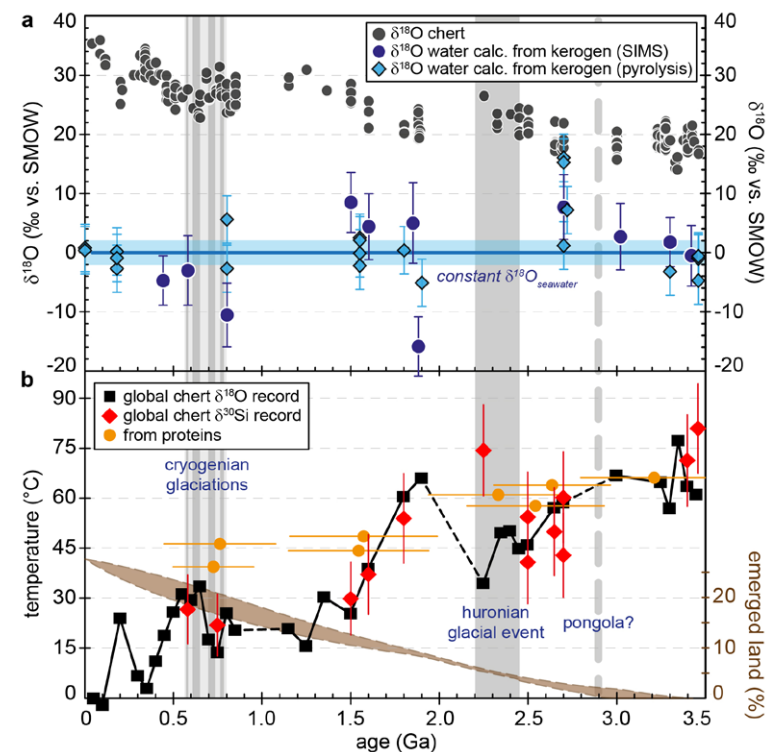 a
δ18O chert
δ18O water calc. from kerogen (SIMS)
δ18O water calc. from kerogen (pyrolysis)
40
30
20
10
0
-10
-20
δ18O (‰ vs. SMOW)
40
30
20
10
0
-10
-20
δ18O (‰ vs. SMOW)
constant δ18Oseawater
b
global chert δ18O record
global chert δ30Si record
from proteins
cryogenian
glaciations
huronian
glacial event
pongola?
90
75
60
45
30
15
0
temperature (°C)
20
10
0
emerged land (%)
0 0.5 1.0 1.5 2.0 2.5 3.0 3.5
age (Ga)